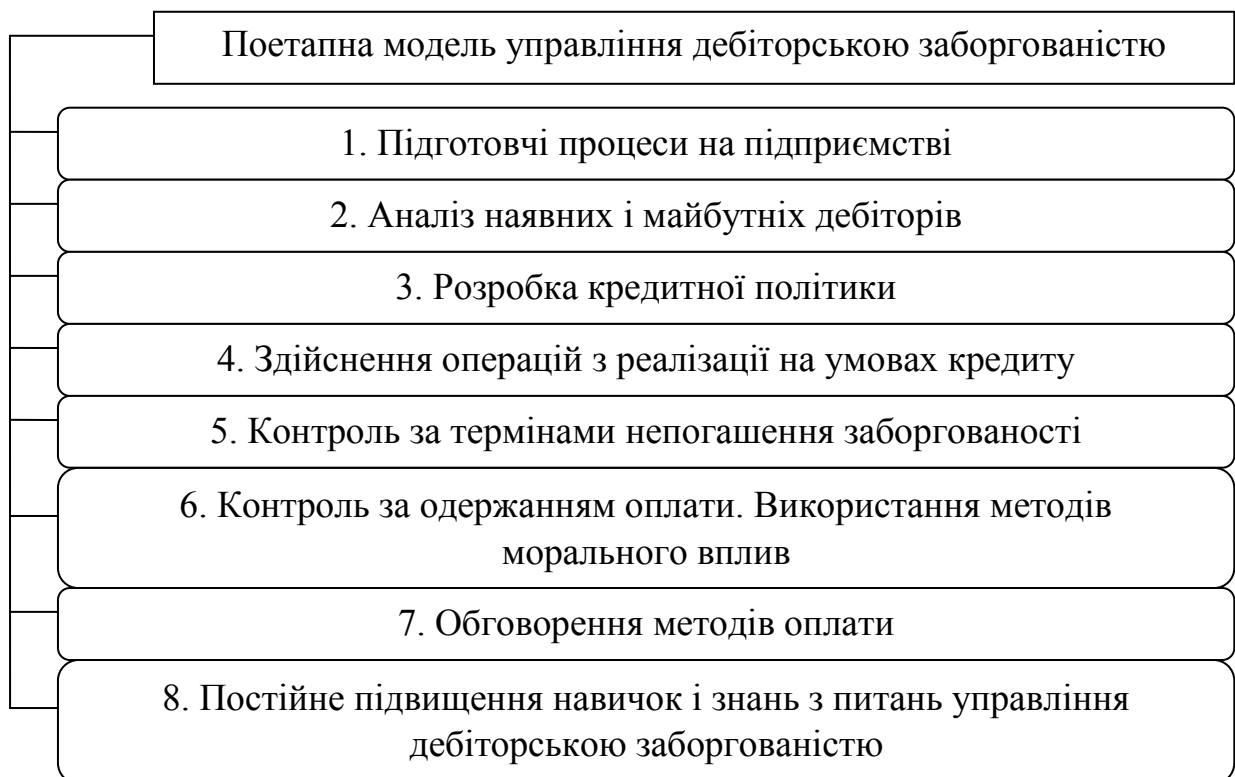 Поетапна модель управління дебіторською заборгованістю
1. Підготовчі процеси на підприємстві
2. Аналіз наявних і майбутніх дебіторів
3. Розробка кредитної політики
4. Здійснення операцій з реалізації на умовах кредиту
5. Контроль за термінами непогашення заборгованості
6. Контроль за одержанням оплати. Використання методів
морального вплив
7. Обговорення методів оплати
8. Постійне підвищення навичок і знань з питань управління
дебіторською заборгованістю